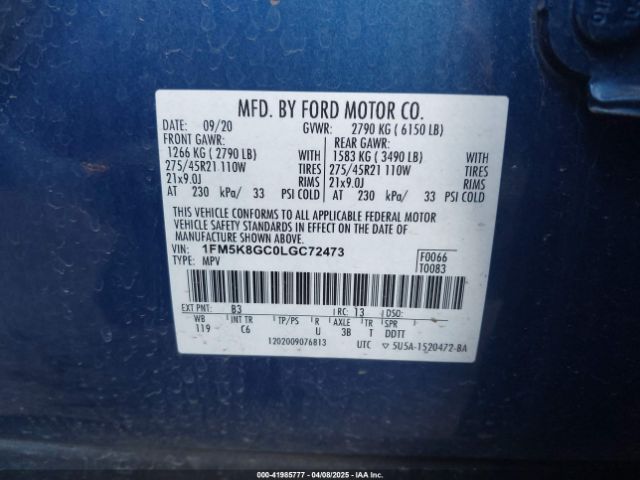 MFD. BY FORD MOTOR CO.
DATE: 09/20 GVWR: 2790 KG ( 6150 LB)
FRONT GAWR: REAR GAWR:
1266 KG ( 2790 LB) WITH 1583 KG ( 3490 LB) WITH
275/45R21 110W TIRES 275/45R21 110W TIRES
21x9.0J RIMS 21x9.0J RIMS
AT 230 kPa/ 33 PSI COLD AT 230 kPa/ 33 PSI COLD
THIS VEHICLE CONFORMS TO ALL APPLICABLE FEDERAL MOTOR
VEHICLE SAFETY STANDARDS IN EFFECT ON THE DATE OF
MANUFACTURE SHOWN ABOVE.
VIN: 1FM5K8GC0LGC72473 F0066
TYPE: MPV T0083
EXT PNT: B3 RC: 13 DSO:
WB INT TR TP/PS R AXLE TR SPR
119 C6 U 3B T DDTT
1202009076813 UTC ▽ 5U5A-1520472-BA
000-41985777 - 04/08/2025 - IAAI.COM